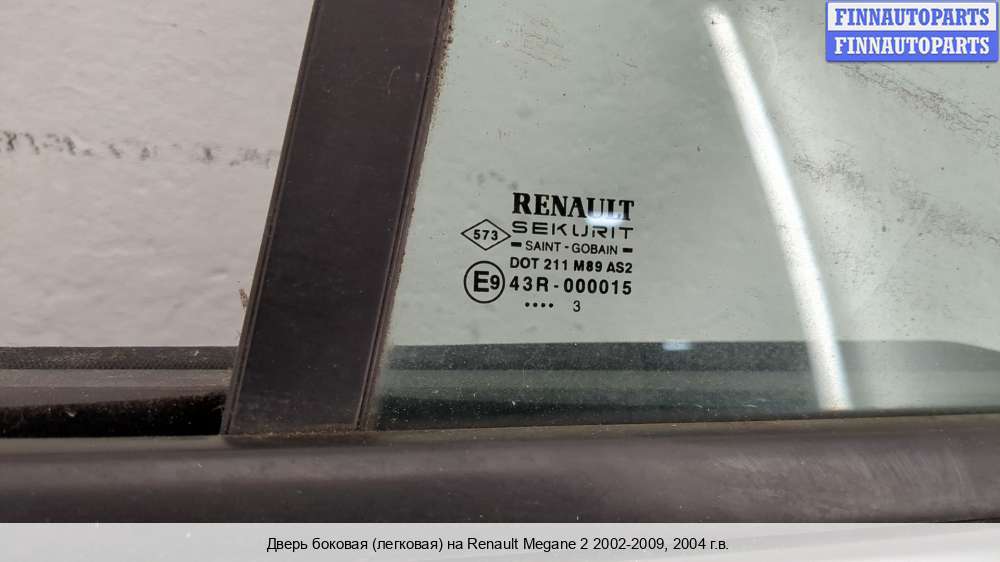 FINNAUTOPARTS
FINNAUTOPARTS
RENAULT
573
SEKURIT
SAINT - GOBAIN
DOT 211 M89 AS2
E9 43R - 000015
.... 3
Дверь боковая (легковая) на Renault Megane 2 2002-2009, 2004 г.в.